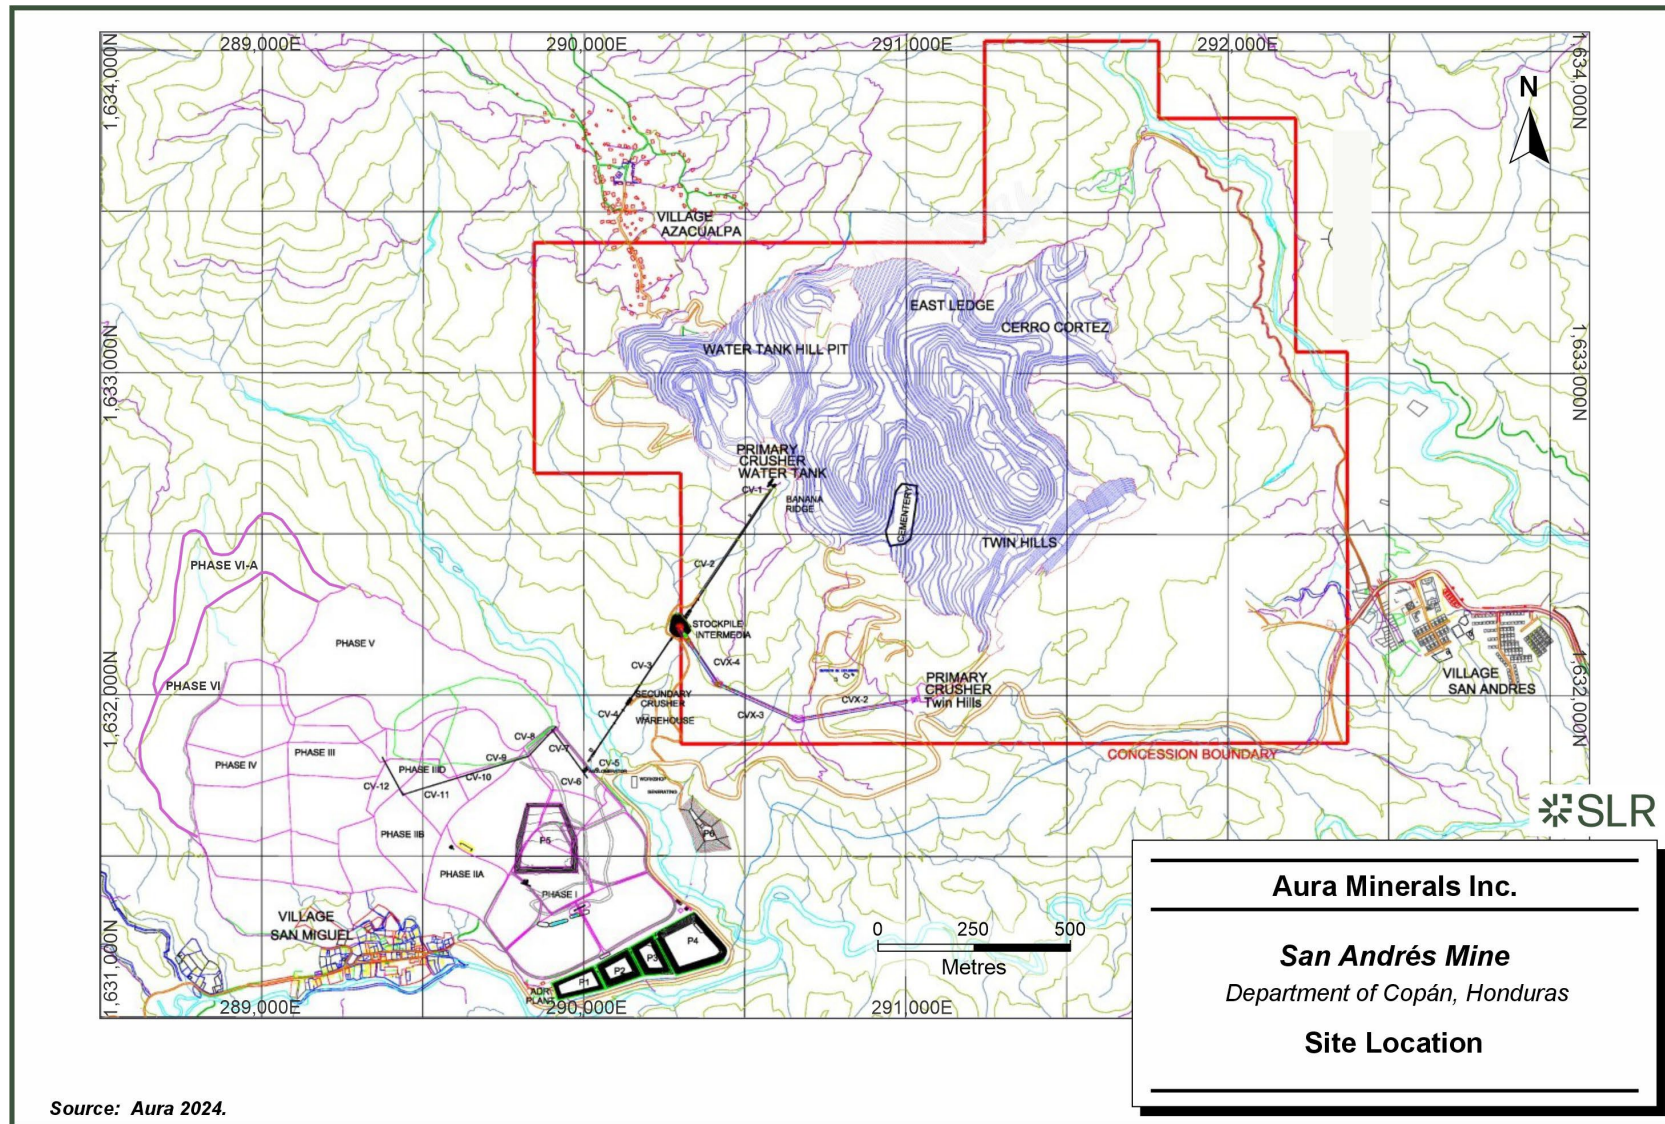 289,000E
290,000E
291,000E
292,000E
1,634,000N
1,634,000N
N
VILLAGE
AZACUALPA
EAST LEDGE
CERRO CORTEZ
WATER TANK HILL PIT
1,633,000N
1,633,000N
PRIMARY
CRUSHER
WATER TANK
CV-1
BANANA
RIDGE
CEMENTERY
TWIN HILLS
CV-2
PHASE VI-A
STOCKPILE
INTERMEDIA
PHASE V
CV-3
CVX-4
PHASE VI
SECUNDARY
CRUSHER
CV-4
WAREHOUSE
CVX-3
CVX-2
PRIMARY
CRUSHER
Twin Hills
VILLAGE
SAN ANDRES
1,632,000N
1,632,000N
CONCESSION BOUNDARY
CV-8
CV-7
CV-9
CV-5
CV-6
PHASE III
PHASE IV
PHASE IIID
CV-10
CV-12
CV-11
WORKSHOP
PHASE IIB
P5
P6
PHASE IIA
PHASE I
VILLAGE
SAN MIGUEL
P4
P3
P2
P1
ADR
PLANT
1,631,000N
289,000E
290,000E
291,000E
0 250 500
Metres
SLR
Aura Minerals Inc.
San Andrés Mine
Department of Copán, Honduras
Site Location
Source: Aura 2024.